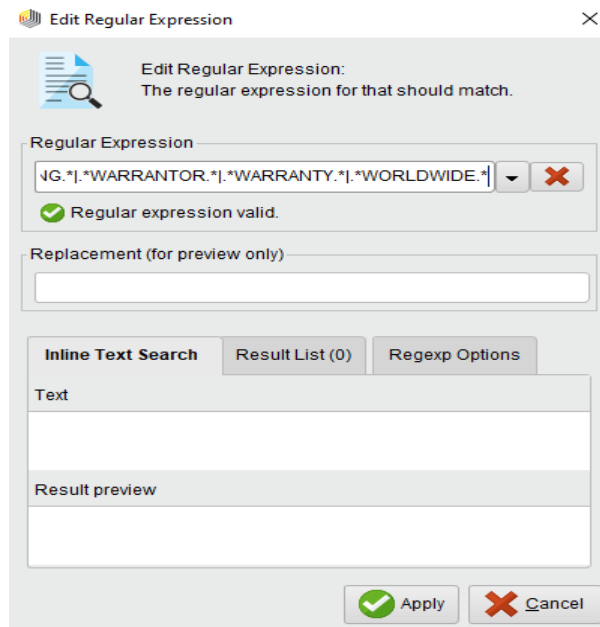 Edit Regular Expression
Edit Regular Expression:
The regular expression for that should match.
Regular Expression
NG.*|.*WARRANTOR.*|.*WARRANTY.*|.*WORLDWIDE.*
Regular expression valid.
Replacement (for preview only)
Inline Text Search
Result List (0)
Regexp Options
Text
Result preview
Apply
Cancel